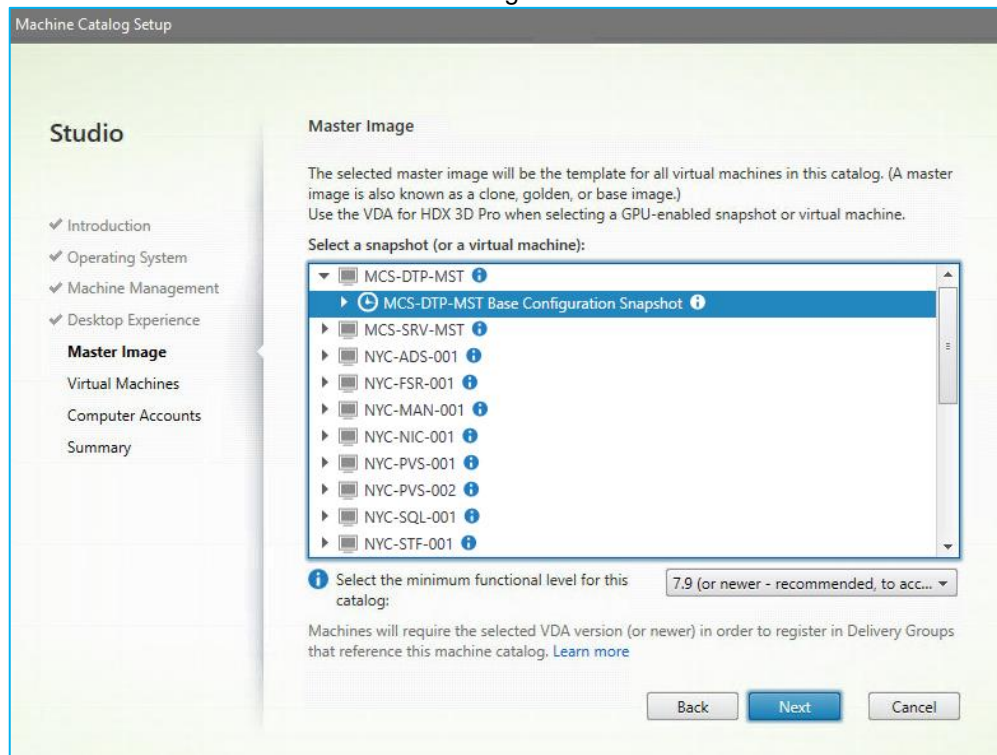 Machine Catalog Setup
Studio
Introduction
Operating System
Machine Management
Desktop Experience
Master Image
Virtual Machines
Computer Accounts
Summary
Master Image
The selected master image will be the template for all virtual machines in this catalog. (A master
image is also known as a clone, golden, or base image.)
Use the VDA for HDX 3D Pro when selecting a GPU-enabled snapshot or virtual machine.
Select a snapshot (or a virtual machine):
MCS-DTP-MST
MCS-DTP-MST Base Configuration Snapshot
MCS-SRV-MST
NYC-ADS-001
NYC-FSR-001
NYC-MAN-001
NYC-NIC-001
NYC-PVS-001
NYC-PVS-002
NYC-SQL-001
NYC-STF-001
Select the minimum functional level for this
catalog:
7.9 (or newer - recommended, to acc...
Machines will require the selected VDA version (or newer) in order to register in Delivery Groups
that reference this machine catalog. Learn more
Back Next Cancel